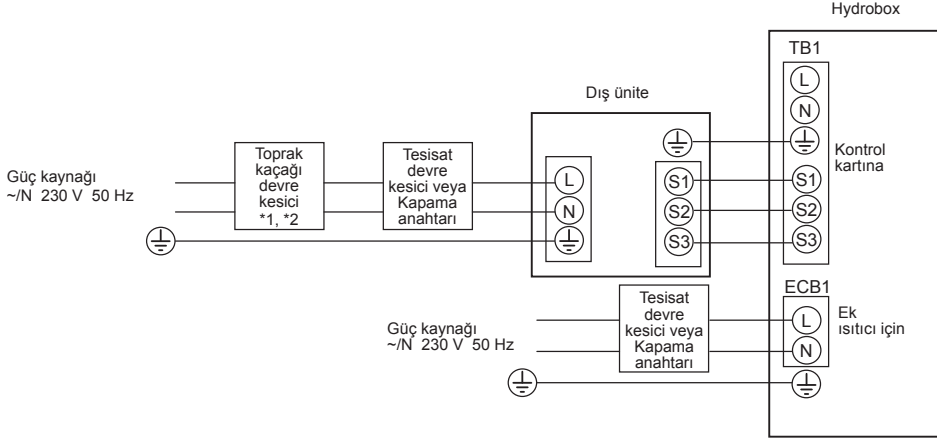 Hydrobox
TB1
L
N
Kontrol
kartına
S1
S2
S3
Dış ünite
L
N
S1
S2
S3
Toprak
kaçağı
devre
kesici
*1, *2
Tesisat
devre
kesici veya
Kapama
anahtarı
Güç kaynağı
~/N 230 V 50 Hz
ECB1
L
N
Ek
ısıtıcı için
Tesisat
devre
kesici veya
Kapama
anahtarı
Güç kaynağı
~/N 230 V 50 Hz